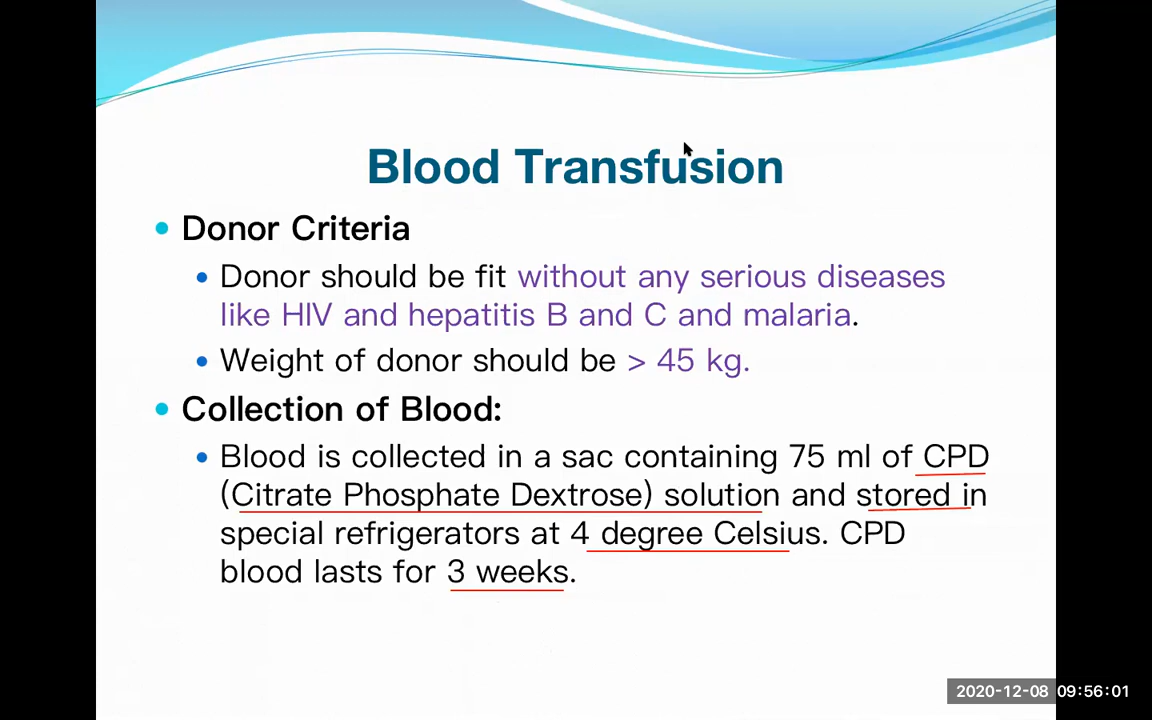 Blood Transfusion
• Donor Criteria
• Donor should be fit without any serious diseases
like HIV and hepatitis B and C and malaria.
• Weight of donor should be > 45 kg.
• Collection of Blood:
• Blood is collected in a sac containing 75 ml of CPD
(Citrate Phosphate Dextrose) solution and stored in
special refrigerators at 4 degree Celsius. CPD
blood lasts for 3 weeks.
2020-12-08 09:56:01